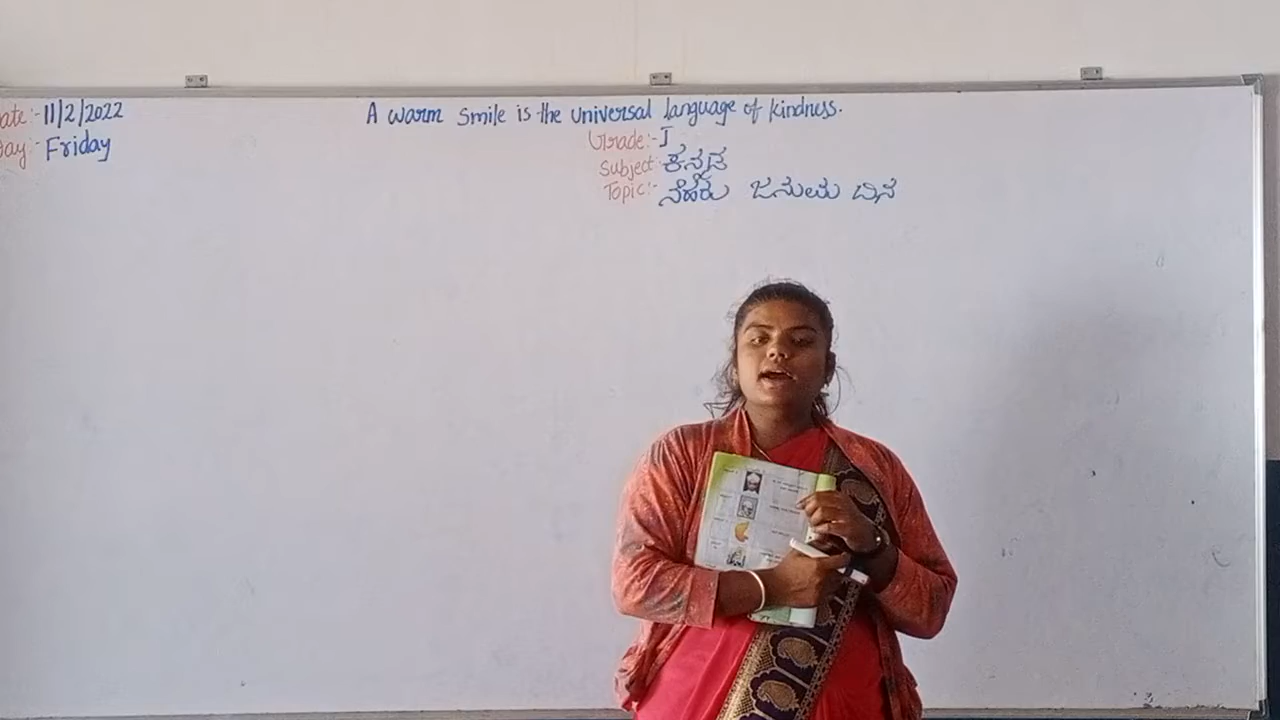 ate:- 11/2/2022
ay:- Friday
A warm smile is the universal language of kindness.
Grade:- I
Subject:- ಕನ್ನಡ
Topic:- ನೆಹರು ಜನುಮ ದಿನ